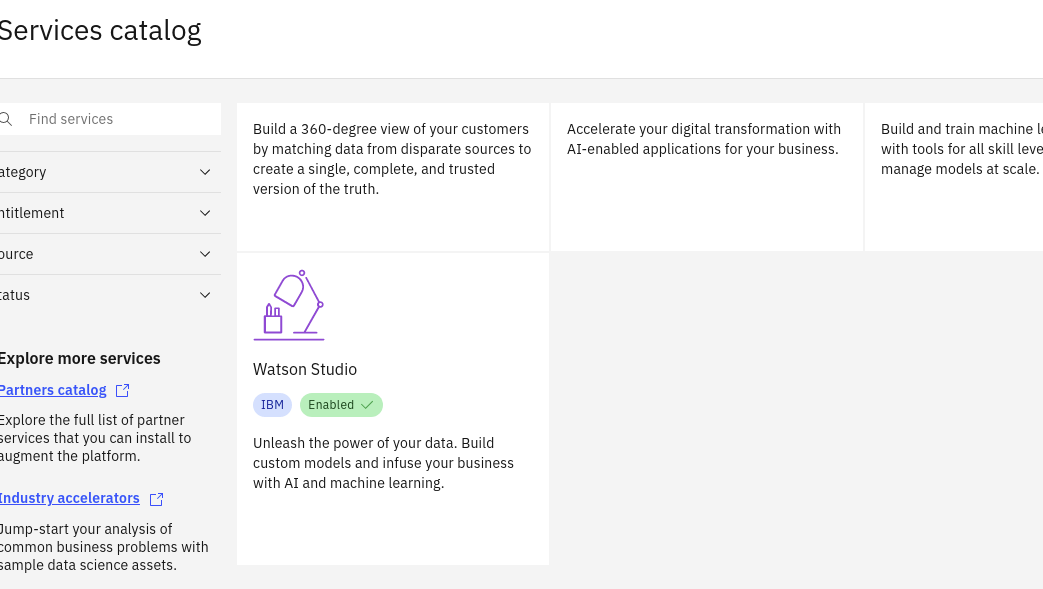 Services catalog
Find services
ategory
ntitlement
ource
tatus
Explore more services
Partners catalog
Explore the full list of partner
services that you can install to
augment the platform.
Industry accelerators
Jump-start your analysis of
common business problems with
sample data science assets.
Build a 360-degree view of your customers
by matching data from disparate sources to
create a single, complete, and trusted
version of the truth.
Accelerate your digital transformation with
AI-enabled applications for your business.
Build and train machine le
with tools for all skill leve
manage models at scale.
Watson Studio
IBM
Enabled
Unleash the power of your data. Build
custom models and infuse your business
with AI and machine learning.